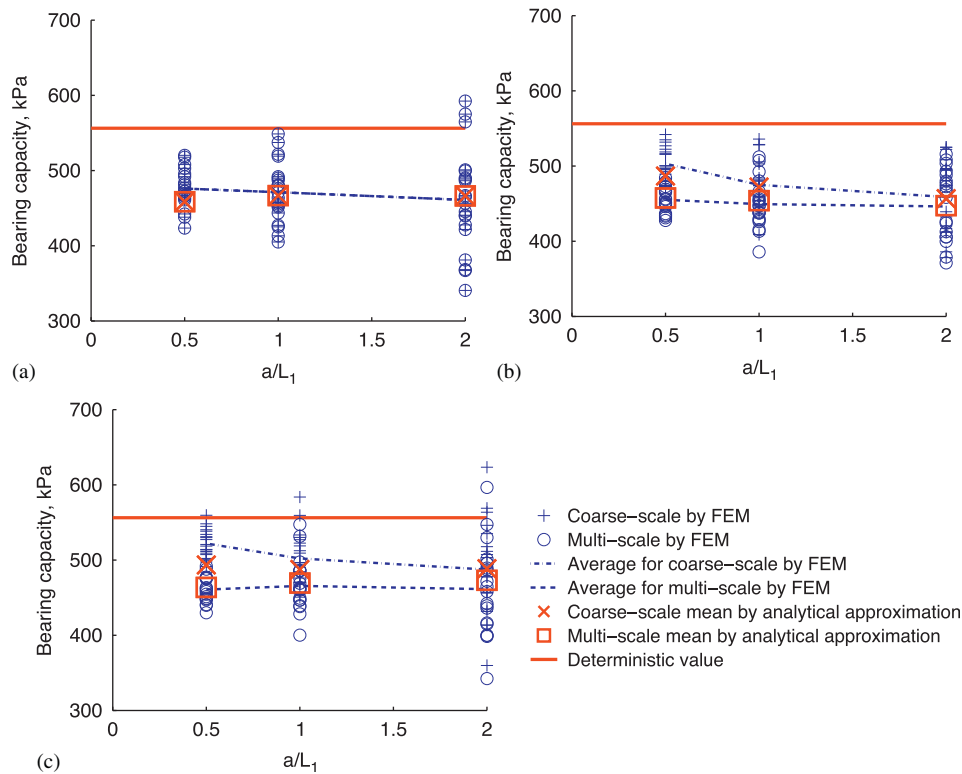 700
600
500
400
300
Bearing capacity, kPa
0
0.5
1
1.5
2
a/L₁
(a)
700
600
500
400
300
Bearing capacity, kPa
0
0.5
1
1.5
2
a/L₁
(b)
700
600
500
400
300
Bearing capacity, kPa
0
0.5
1
1.5
2
a/L₁
(c)
Coarse−scale by FEM
Multi−scale by FEM
Average for coarse−scale by FEM
Average for multi−scale by FEM
Coarse−scale mean by analytical approximation
Multi−scale mean by analytical approximation
Deterministic value